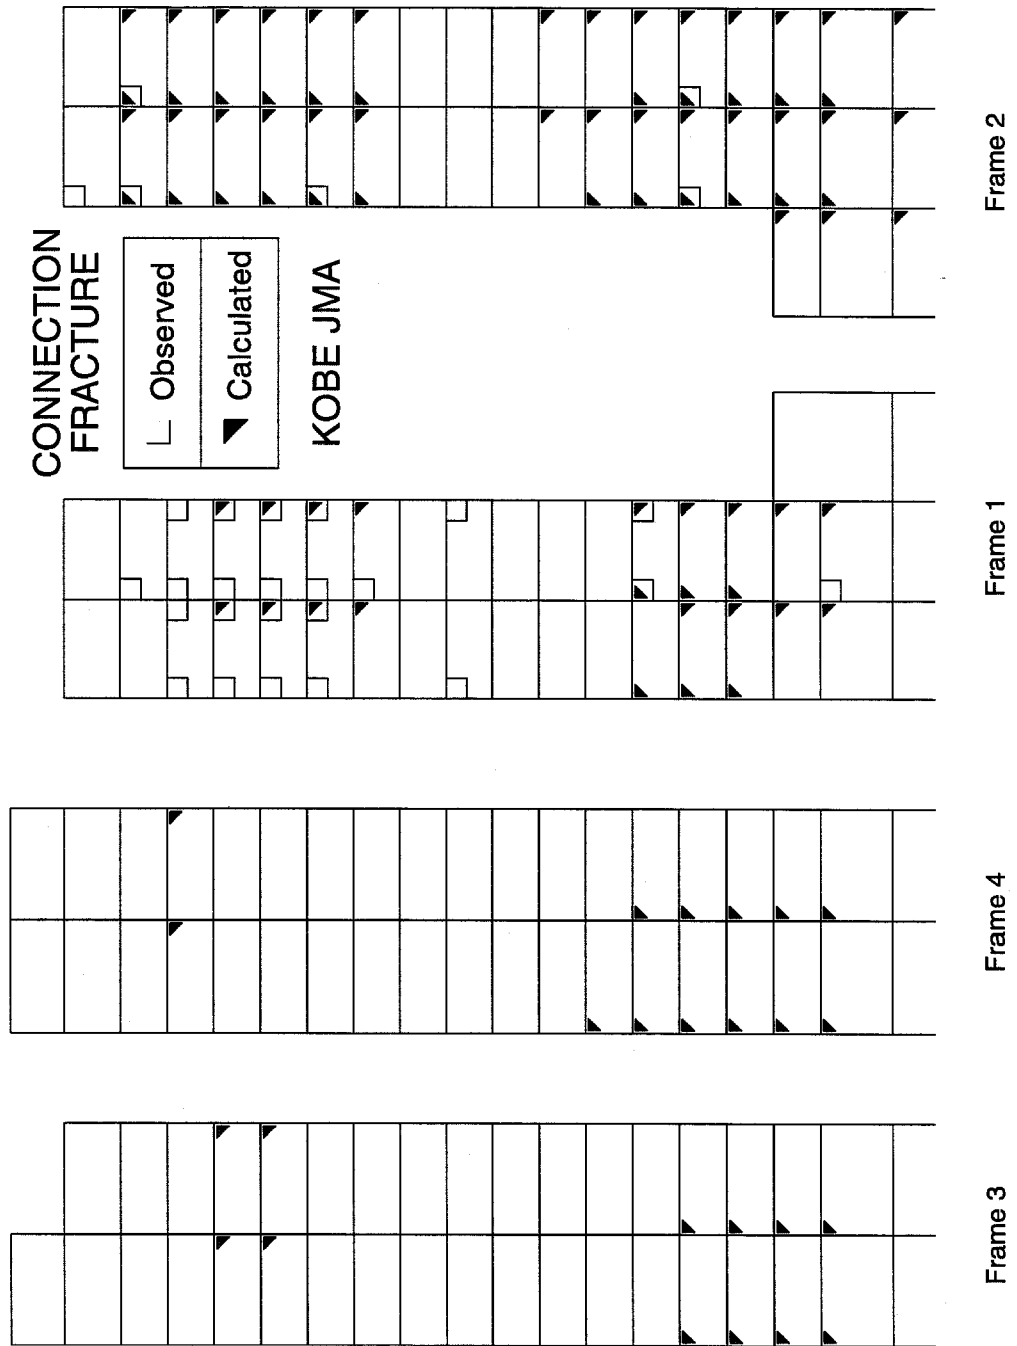 CONNECTION
FRACTURE
Observed
Calculated
KOBE JMA
Frame 3
Frame 4
Frame 1
Frame 2